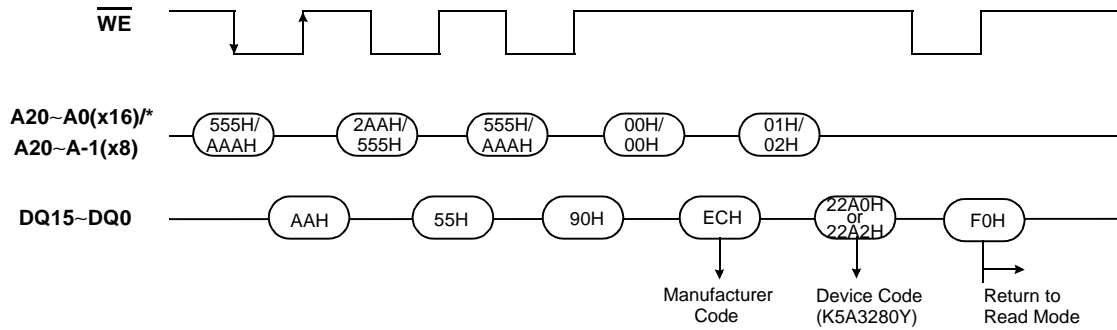 WE
A20~A0(x16)/*
A20~A-1(x8)
555H/
AAAH
2AAH/
555H
555H/
AAAH
00H/
00H
01H/
02H
DQ15~DQ0
AAH
55H
90H
ECH
22A0H
or
22A2H
F0H
Manufacturer
Code
Device Code
(K5A3280Y)
Return to
Read Mode